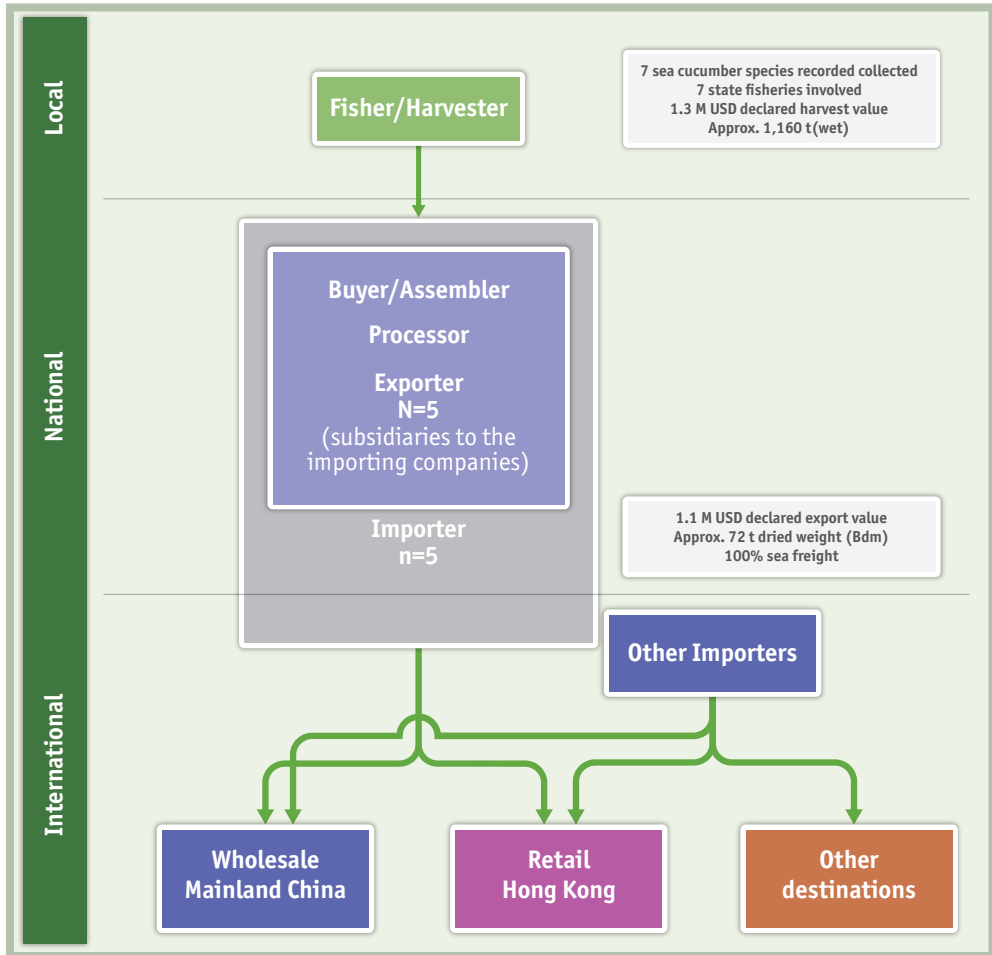 Local
Fisher/Harvester
7 sea cucumber species recorded collected
7 state fisheries involved
1.3 M USD declared harvest value
Approx. 1,160 t(wet)
National
Buyer/Assembler
Processor
Exporter
N=5
(subsidiaries to the
importing companies)
Importer
n=5
1.1 M USD declared export value
Approx. 72 t dried weight (Bdm)
100% sea freight
International
Other Importers
Wholesale
Mainland China
Retail
Hong Kong
Other
destinations